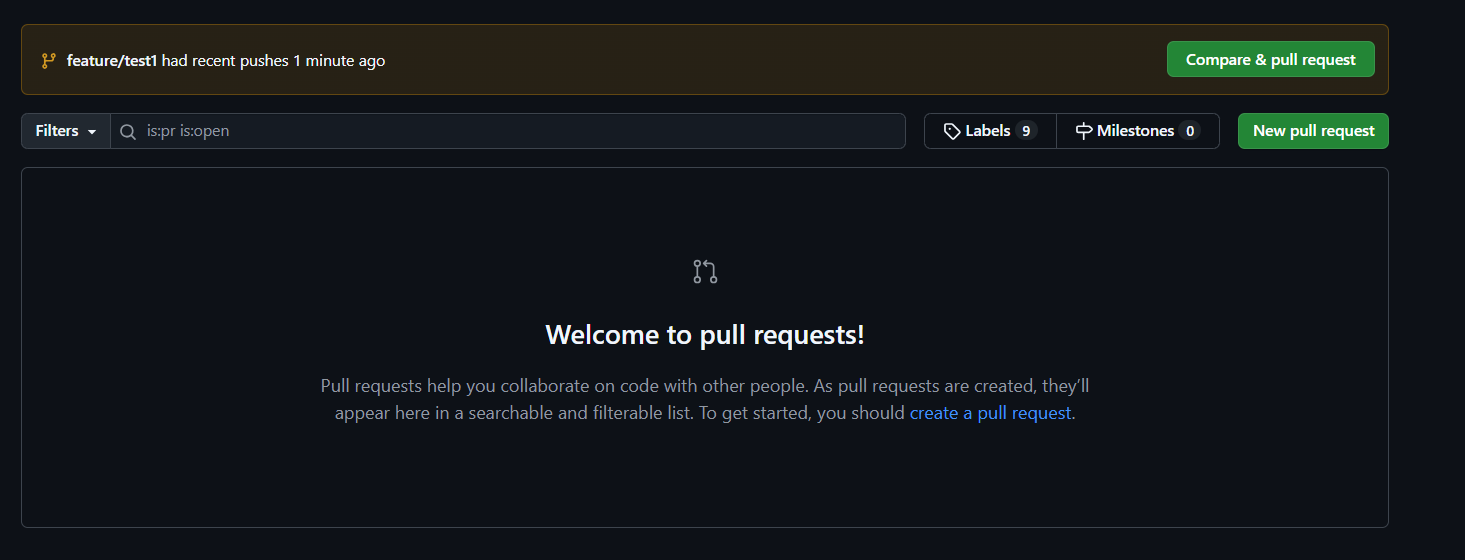 feature/test1 had recent pushes 1 minute ago
Compare & pull request
Filters
is:pr is:open
Labels 9
Milestones 0
New pull request
Welcome to pull requests!
Pull requests help you collaborate on code with other people. As pull requests are created, they’ll
appear here in a searchable and filterable list. To get started, you should create a pull request.